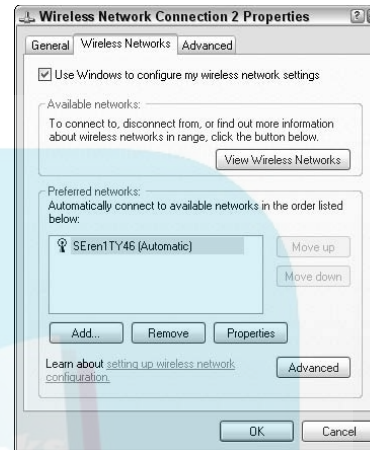 Wireless Network Connection 2 Properties
General Wireless Networks Advanced
Use Windows to configure my wireless network settings
Available networks:
To connect to, disconnect from, or find out more information
about wireless networks in range, click the button below.
View Wireless Networks
Preferred networks:
Automatically connect to available networks in the order listed
below:
SEren1TY46 (Automatic)
Move up
Move down
Add... Remove Properties
Learn about setting up wireless network
configuration.
Advanced
OK Cancel